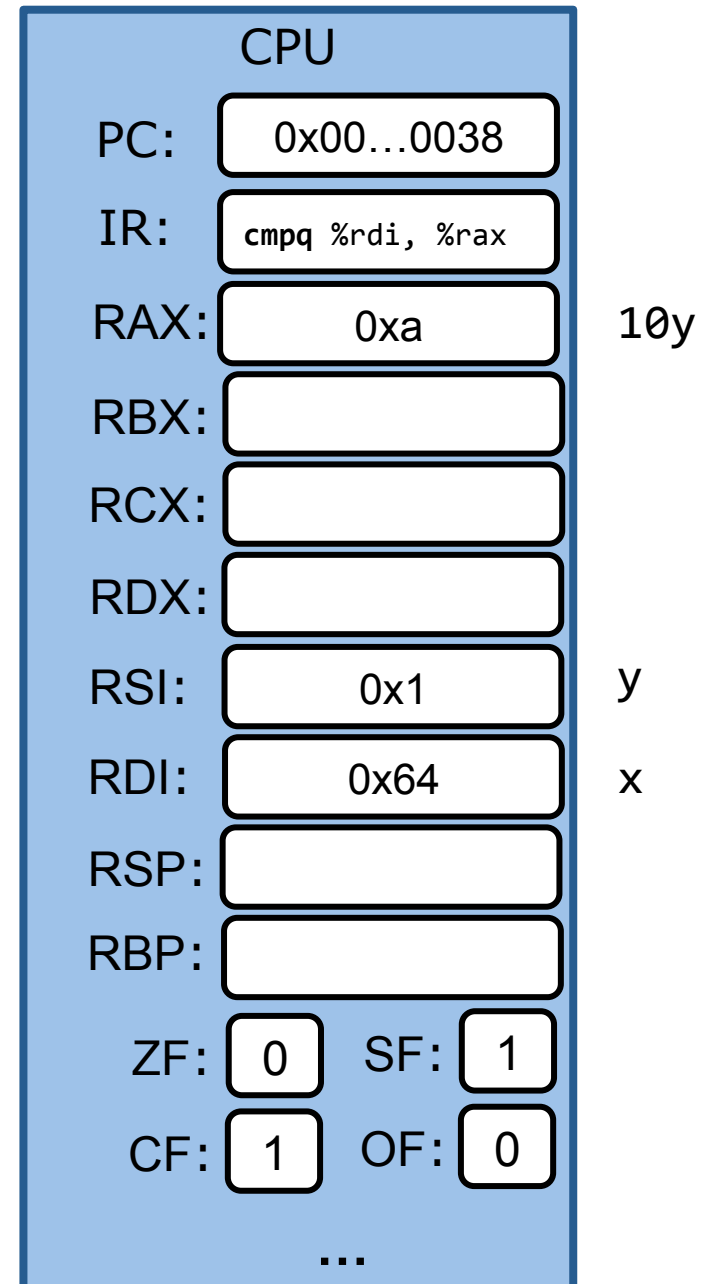 CPU
PC: 0x00…0038
IR: cmpq %rdi, %rax
RAX: 0xa 10y
RBX:
RCX:
RDX:
RSI: 0x1 y
RDI: 0x64 x
RSP:
RBP:
ZF: 0 SF: 1
CF: 1 OF: 0
…